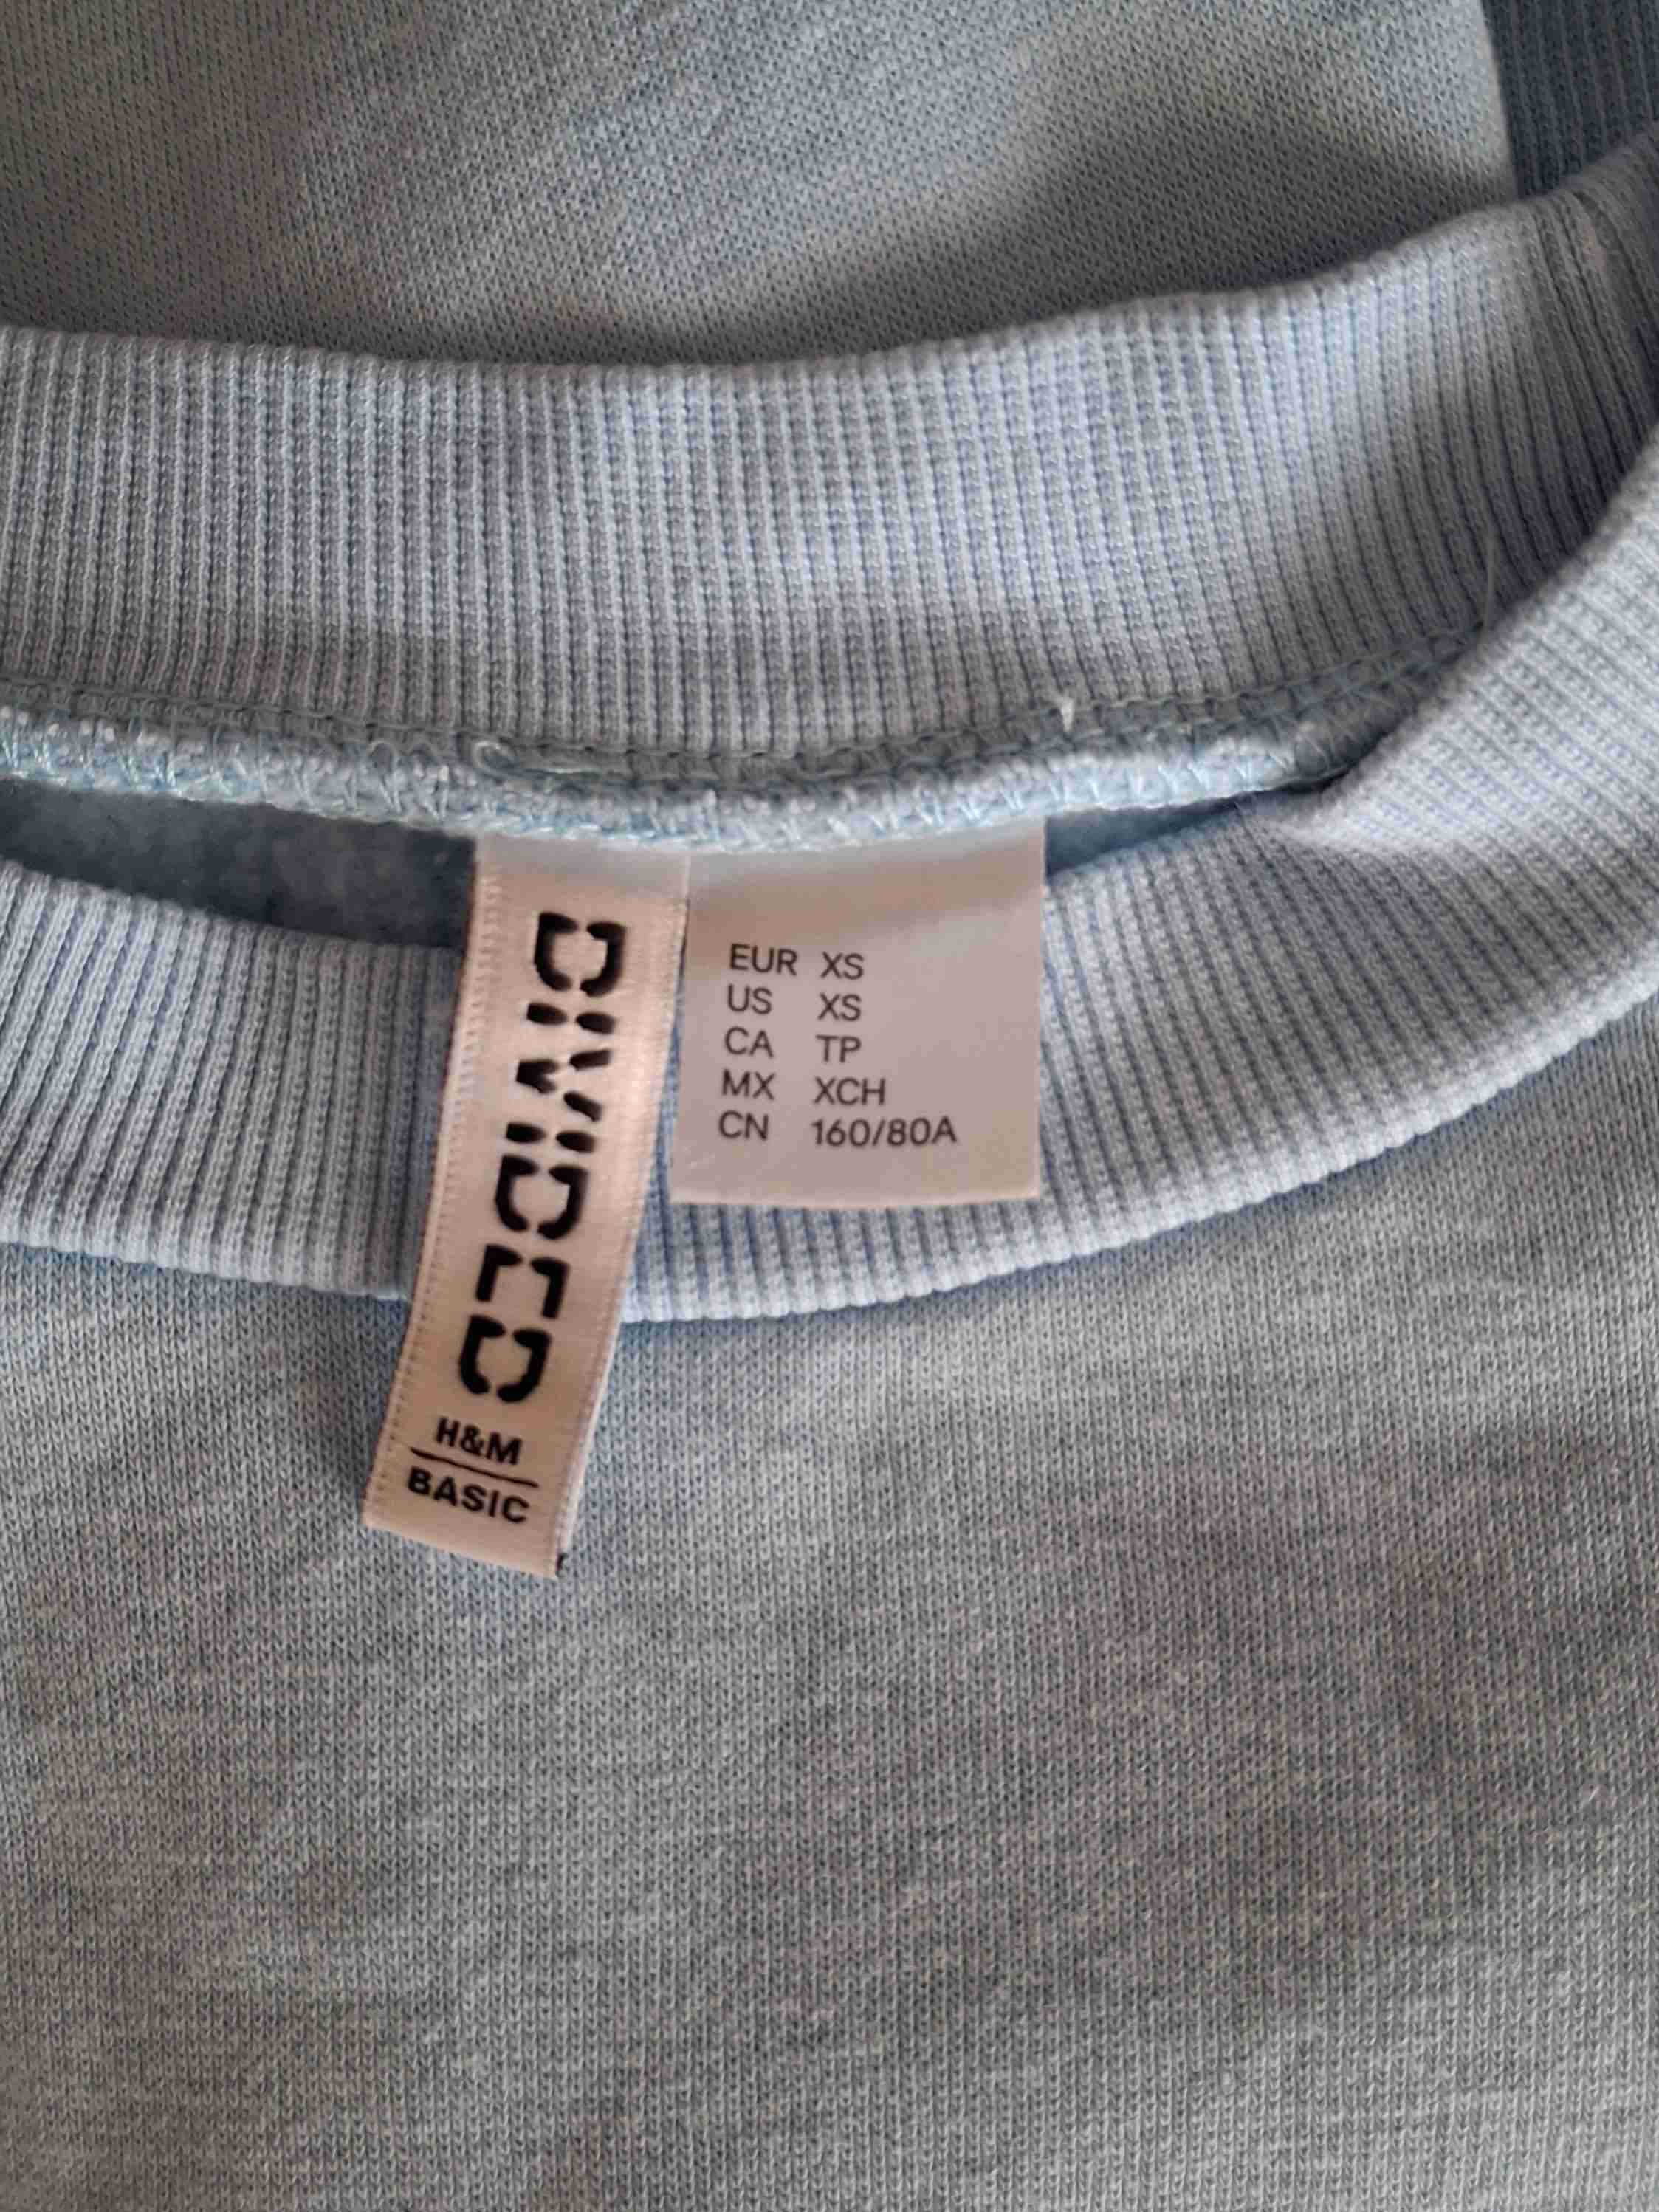 DIVIDED
H&M
BASIC
EUR XS
US XS
CA TP
MX XCH
CN 160/80A